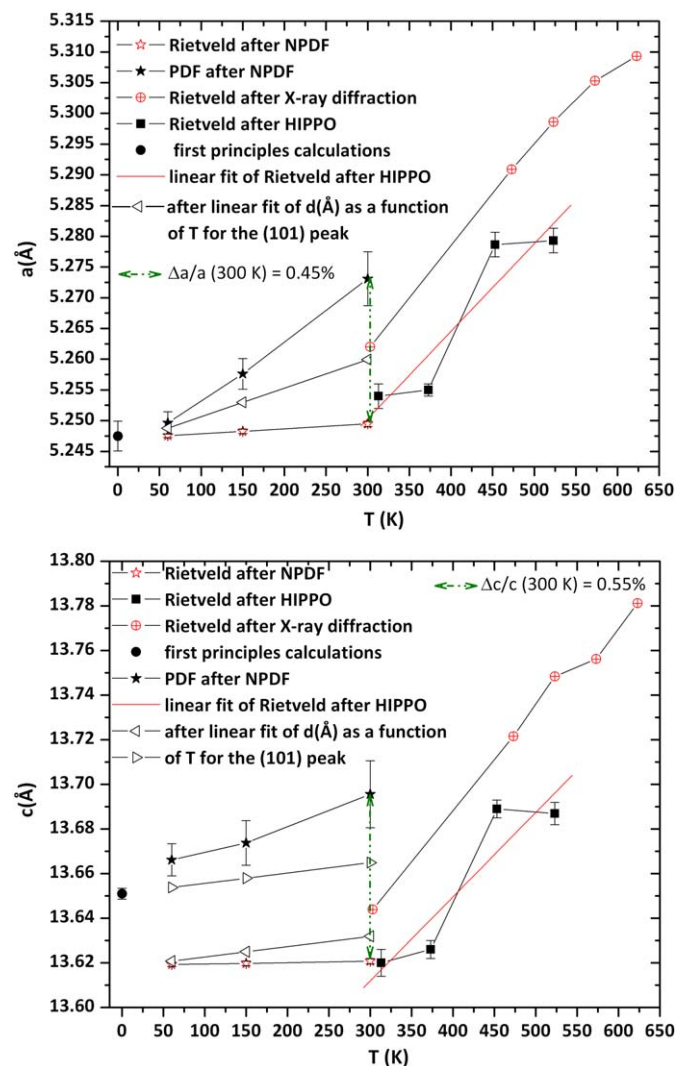 5.315
5.310
5.305
5.300
5.295
5.290
5.285
5.280
5.275
5.270
5.265
5.260
5.255
5.250
5.245
a(Å)
Rietveld after NPDF
PDF after NPDF
Rietveld after X-ray diffraction
Rietveld after HIPPO
first principles calculations
linear fit of Rietveld after HIPPO
after linear fit of d(Å) as a function
of T for the (101) peak
Δa/a (300 K) = 0.45%
0 50 100 150 200 250 300 350 400 450 500 550 600 650
T (K)
13.80
13.78
13.76
13.74
13.72
13.70
13.68
13.66
13.64
13.62
13.60
c(Å)
Rietveld after NPDF
Rietveld after HIPPO
Rietveld after X-ray diffraction
first principles calculations
PDF after NPDF
linear fit of Rietveld after HIPPO
after linear fit of d(Å) as a function
of T for the (101) peak
Δc/c (300 K) = 0.55%
0 50 100 150 200 250 300 350 400 450 500 550 600 650
T (K)